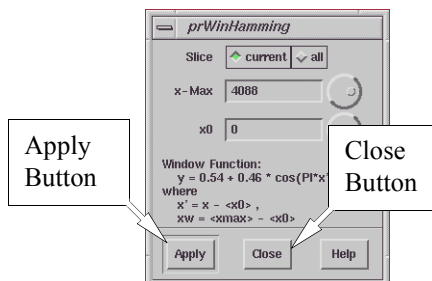 prWinHamming
Slice current all
x-Max 4088
x0 0
Apply
Button
Close
Button
Window Function:
y = 0.54 + 0.46 * cos(PI*x'
where
x' = x - <x0> ,
xw = <xmax> - <x0>
Apply Close Help